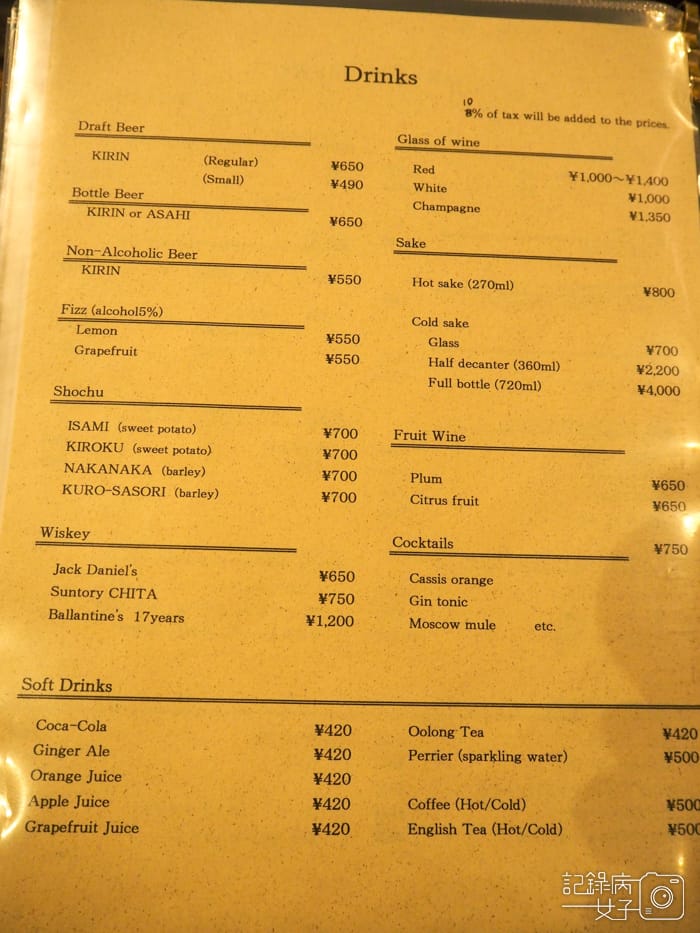 Drinks
10
8% of tax will be added to the prices.
Draft Beer
KIRIN (Regular) ¥650
(Small) ¥490
Bottle Beer
KIRIN or ASAHI ¥650
Non-Alcoholic Beer
KIRIN ¥550
Fizz (alcohol5%)
Lemon ¥550
Grapefruit ¥550
Shochu
ISAMI (sweet potato) ¥700
KIROKU (sweet potato) ¥700
NAKANAKA (barley) ¥700
KURO-SASORI (barley) ¥700
Wiskey
Jack Daniel's ¥650
Suntory CHITA ¥750
Ballantine's 17years ¥1,200
Glass of wine
Red ¥1,000～¥1,400
White ¥1,000
Champagne ¥1,350
Sake
Hot sake (270ml) ¥800
Cold sake
Glass ¥700
Half decanter (360ml) ¥2,200
Full bottle (720ml) ¥4,000
Fruit Wine
Plum ¥650
Citrus fruit ¥650
Cocktails ¥750
Cassis orange
Gin tonic
Moscow mule etc.
Soft Drinks
Coca-Cola ¥420
Ginger Ale ¥420
Orange Juice ¥420
Apple Juice ¥420
Grapefruit Juice ¥420
Oolong Tea ¥420
Perrier (sparkling water) ¥500
Coffee (Hot/Cold) ¥500
English Tea (Hot/Cold) ¥500
記錄病
女子